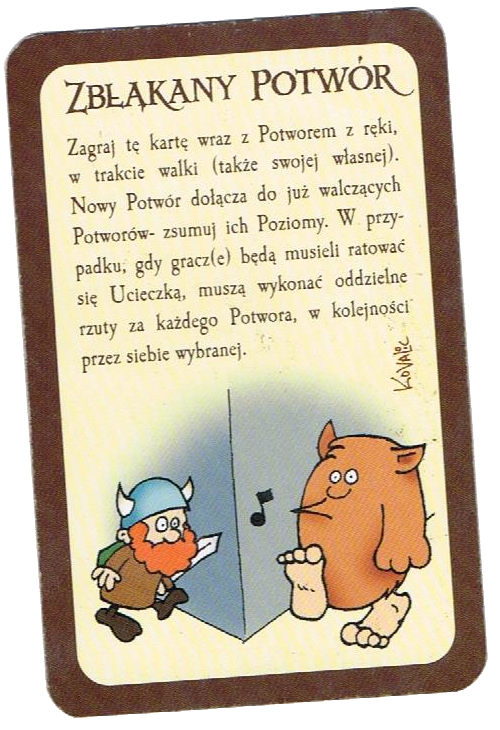 Zbłąkany Potwór
Zagraj tę kartę wraz z Potworem z ręki,
w trakcie walki (także swojej własnej).
Nowy Potwór dołącza do już walczących
Potworów- zsumuj ich Poziomy. W przy-
padku, gdy gracz(e) będą musieli ratować
się Ucieczką, muszą wykonać oddzielne
rzuty za każdego Potwora, w kolejności
przez siebie wybranej.
Kovalic